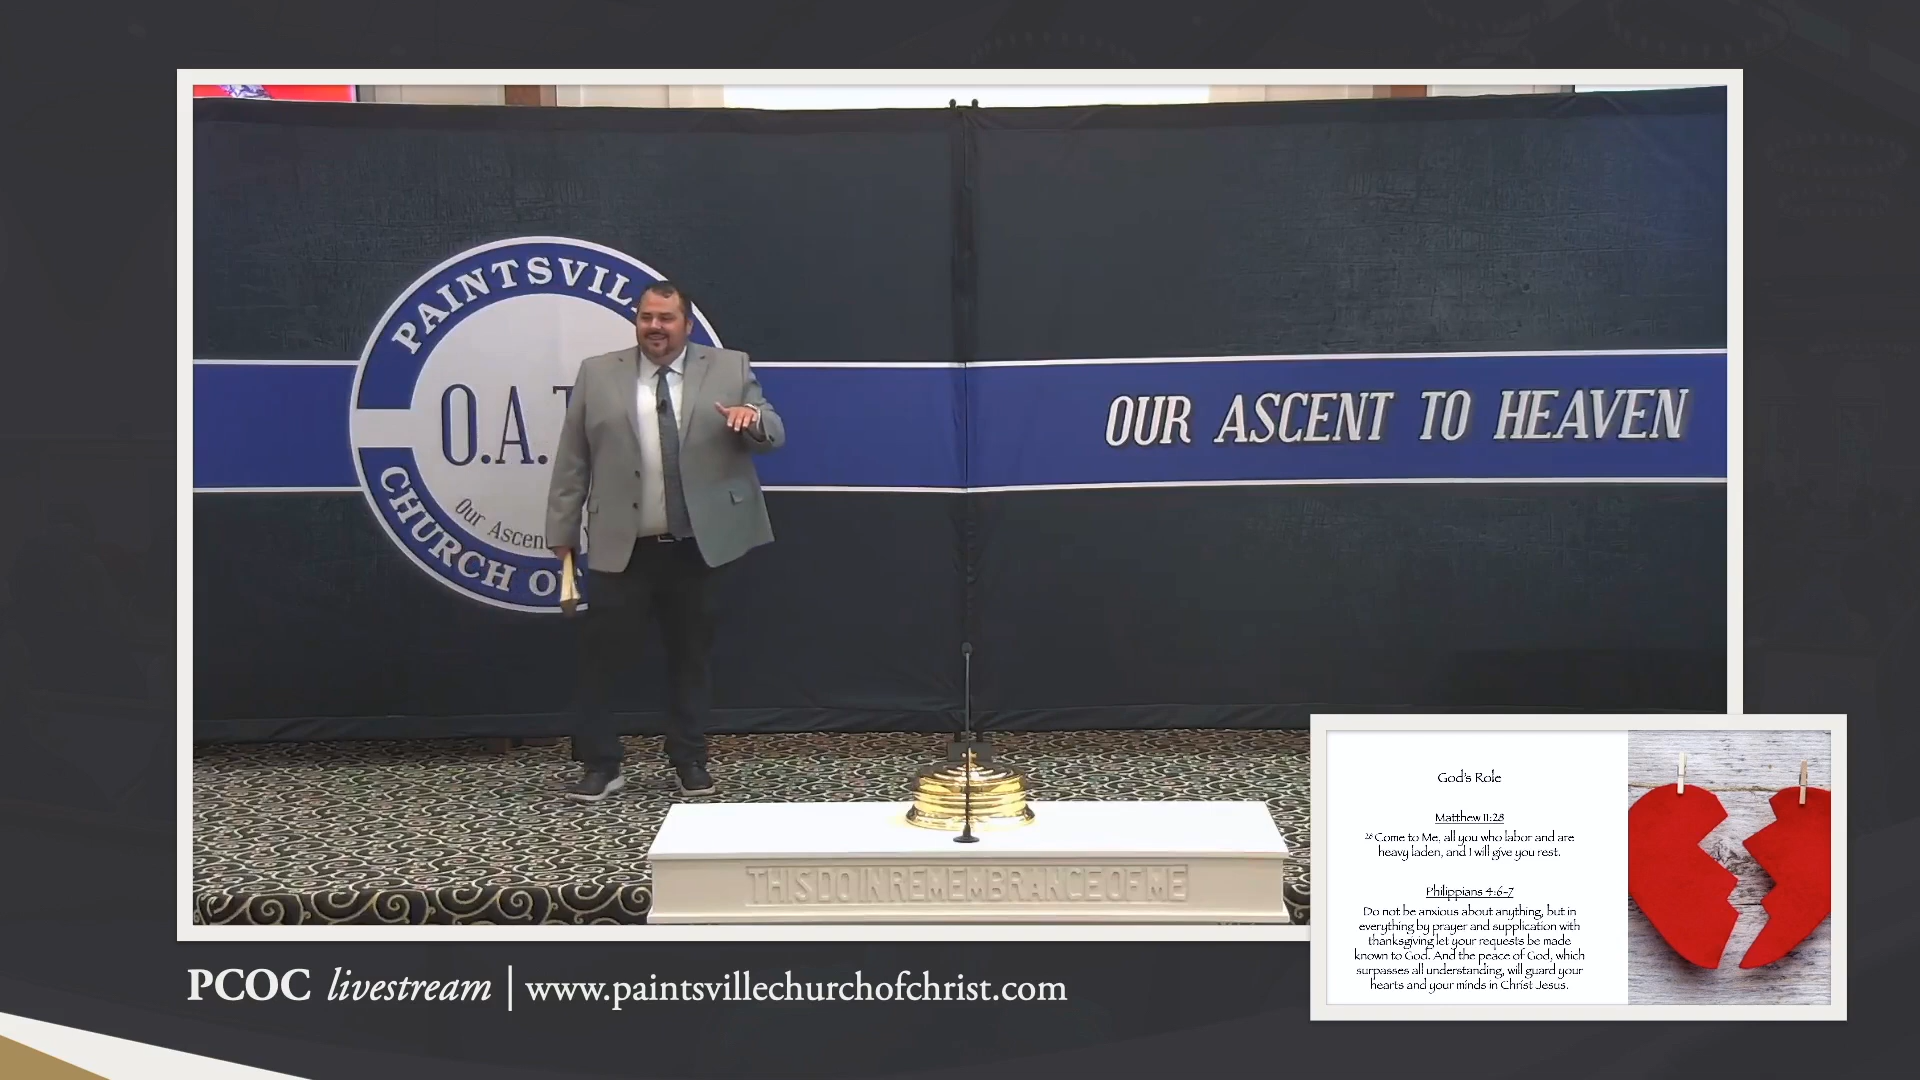 PAINTSVIL
O.A.
Our Ascen
CHURCH O
OUR ASCENT TO HEAVEN
THIS DO IN REMEMBRANCE OF ME
God's Role
Matthew 11:28
28 Come to Me, all you who labor and are
heavy laden, and I will give you rest.
Philippians 4:6-7
Do not be anxious about anything, but in
everything by prayer and supplication with
thanksgiving let your requests be made
known to God. And the peace of God, which
surpasses all understanding, will guard your
hearts and your minds in Christ Jesus.
PCOC livestream | www.paintsvillechurchofchrist.com